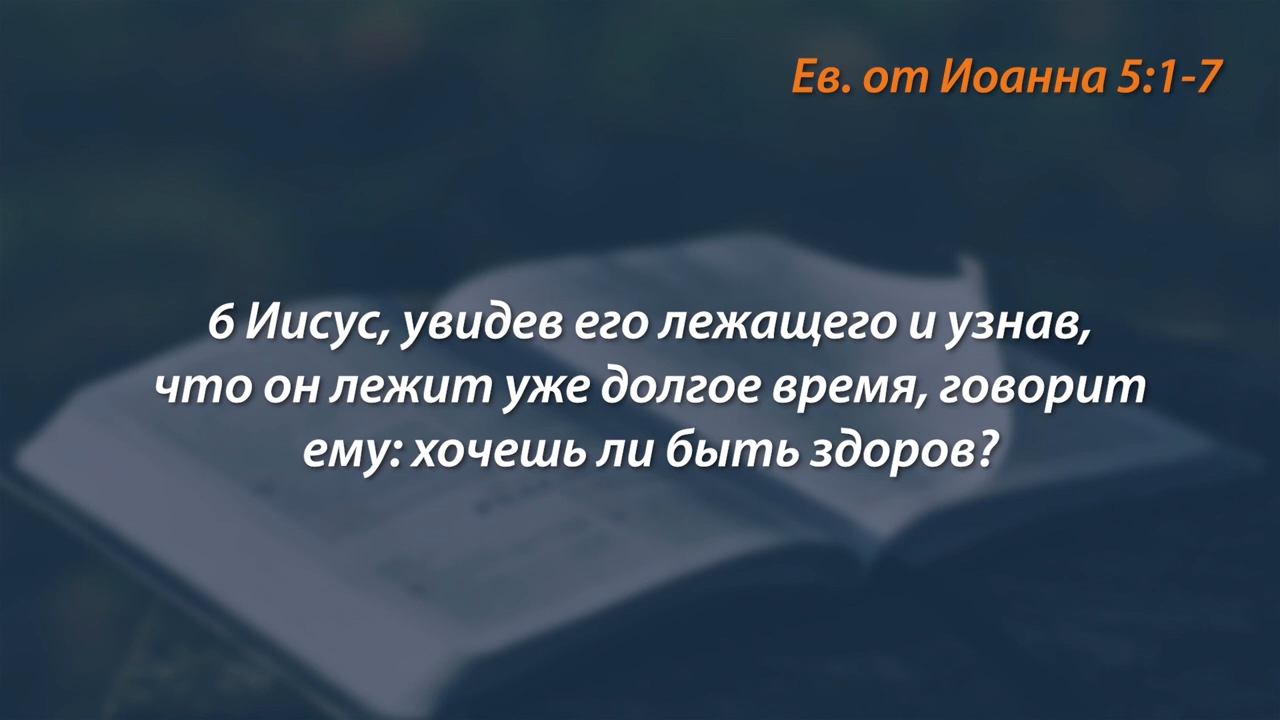 Ев. от Иоанна 5:1-7
6 Иисус, увидев его лежащего и узнав,
что он лежит уже долгое время, говорит
ему: хочешь ли быть здоров?